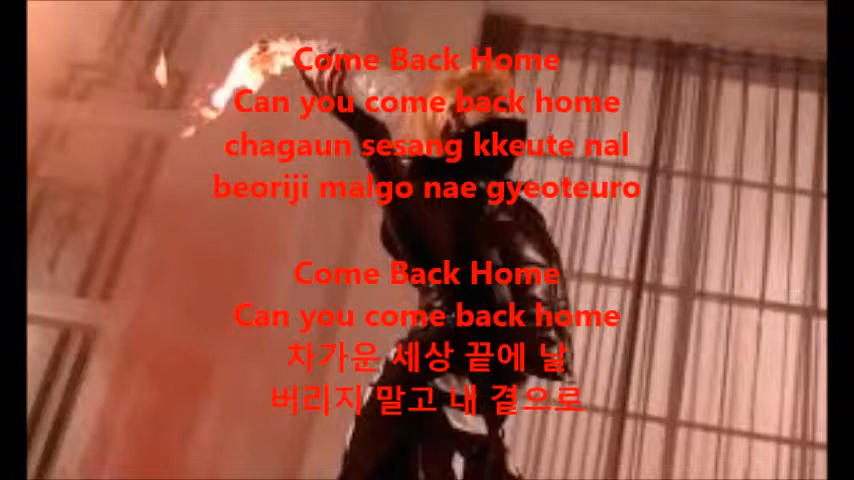 Come Back Home
Can you come back home
chagaun sesang kkeute nal
beoriji malgo nae gyeoteuro
Come Back Home
Can you come back home
차가운 세상 끝에 날
버리지 말고 내 곁으로